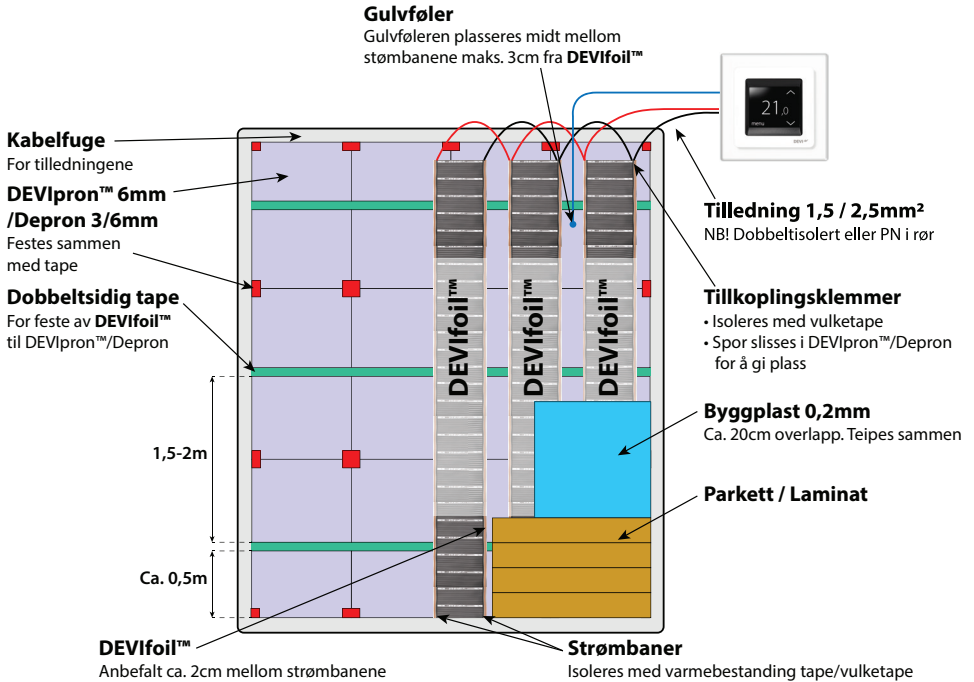 Gulvføler
Gulvføleren plasseres midt mellom
stømbanene maks. 3cm fra DEVIfoil™
21,0
menu
DEVI
Kabelfuge
For tilledningene
DEVIpron™ 6mm
/Depron 3/6mm
Festes sammen
med tape
Dobbeltsidig tape
For feste av DEVIfoil™
til DEVIpron™/Depron
1,5-2m
Ca. 0,5m
DEVIfoil™
DEVIfoil™
DEVIfoil™
Tilledning 1,5 / 2,5mm²
NB! Dobbeltisolert eller PN i rør
Tillkoplingsklemmer
• Isoleres med vulketape
• Spor slisses i DEVIpron™/Depron
for å gi plass
Byggplast 0,2mm
Ca. 20cm overlapp. Teipes sammen
Parkett / Laminat
DEVIfoil™
Anbefalt ca. 2cm mellom strømbanene
Strømbaner
Isoleres med varmebestanding tape/vulketape